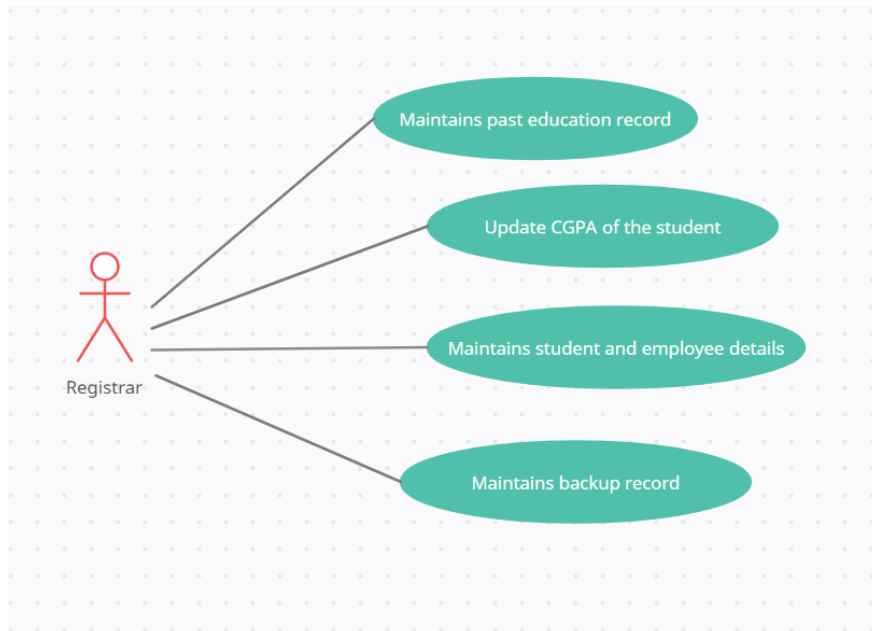 Maintains past education record
Update CGPA of the student
Maintains student and employee details
Registrar
Maintains backup record